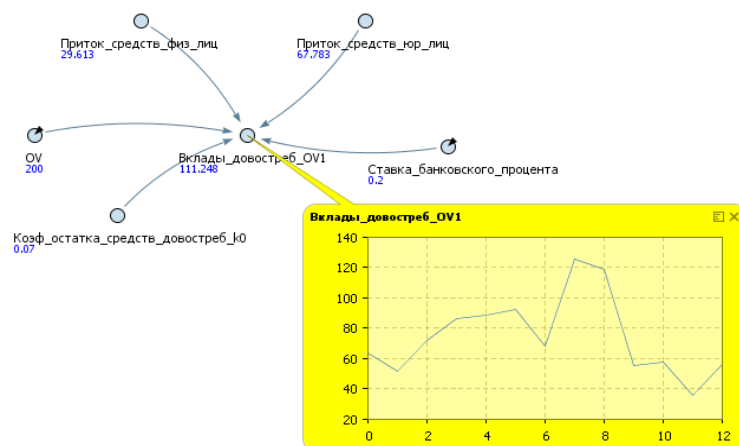 Приток_средств_физ_лиц
29.613
Приток_средств_юр_лиц
67.783
OV
200
Вклады_довостреб_OV1
111.248
Ставка_банковского_процента
0.2
Коэф_остатка_средств_довостреб_k0
0.07
Вклады_довостреб_OV1
140
120
100
80
60
40
20
0 2 4 6 8 10 12